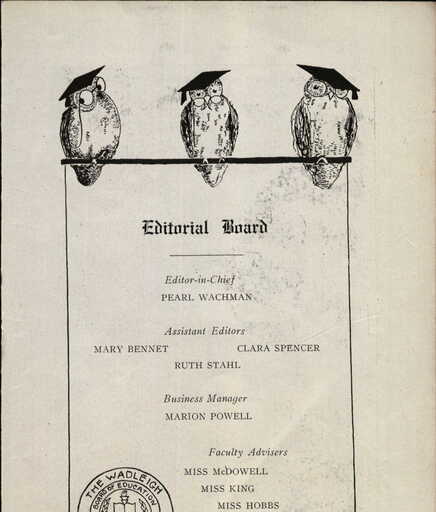 Editorial Board
Editor-in-Chief
PEARL WACHMAN
Assistant Editors
MARY BENNET CLARA SPENCER
RUTH STAHL
Business Manager
MARION POWELL
Faculty Advisers
MISS McDOWELL
MISS KING
MISS HOBBS
THE WADLEIGH
BOARD OF EDUCATION